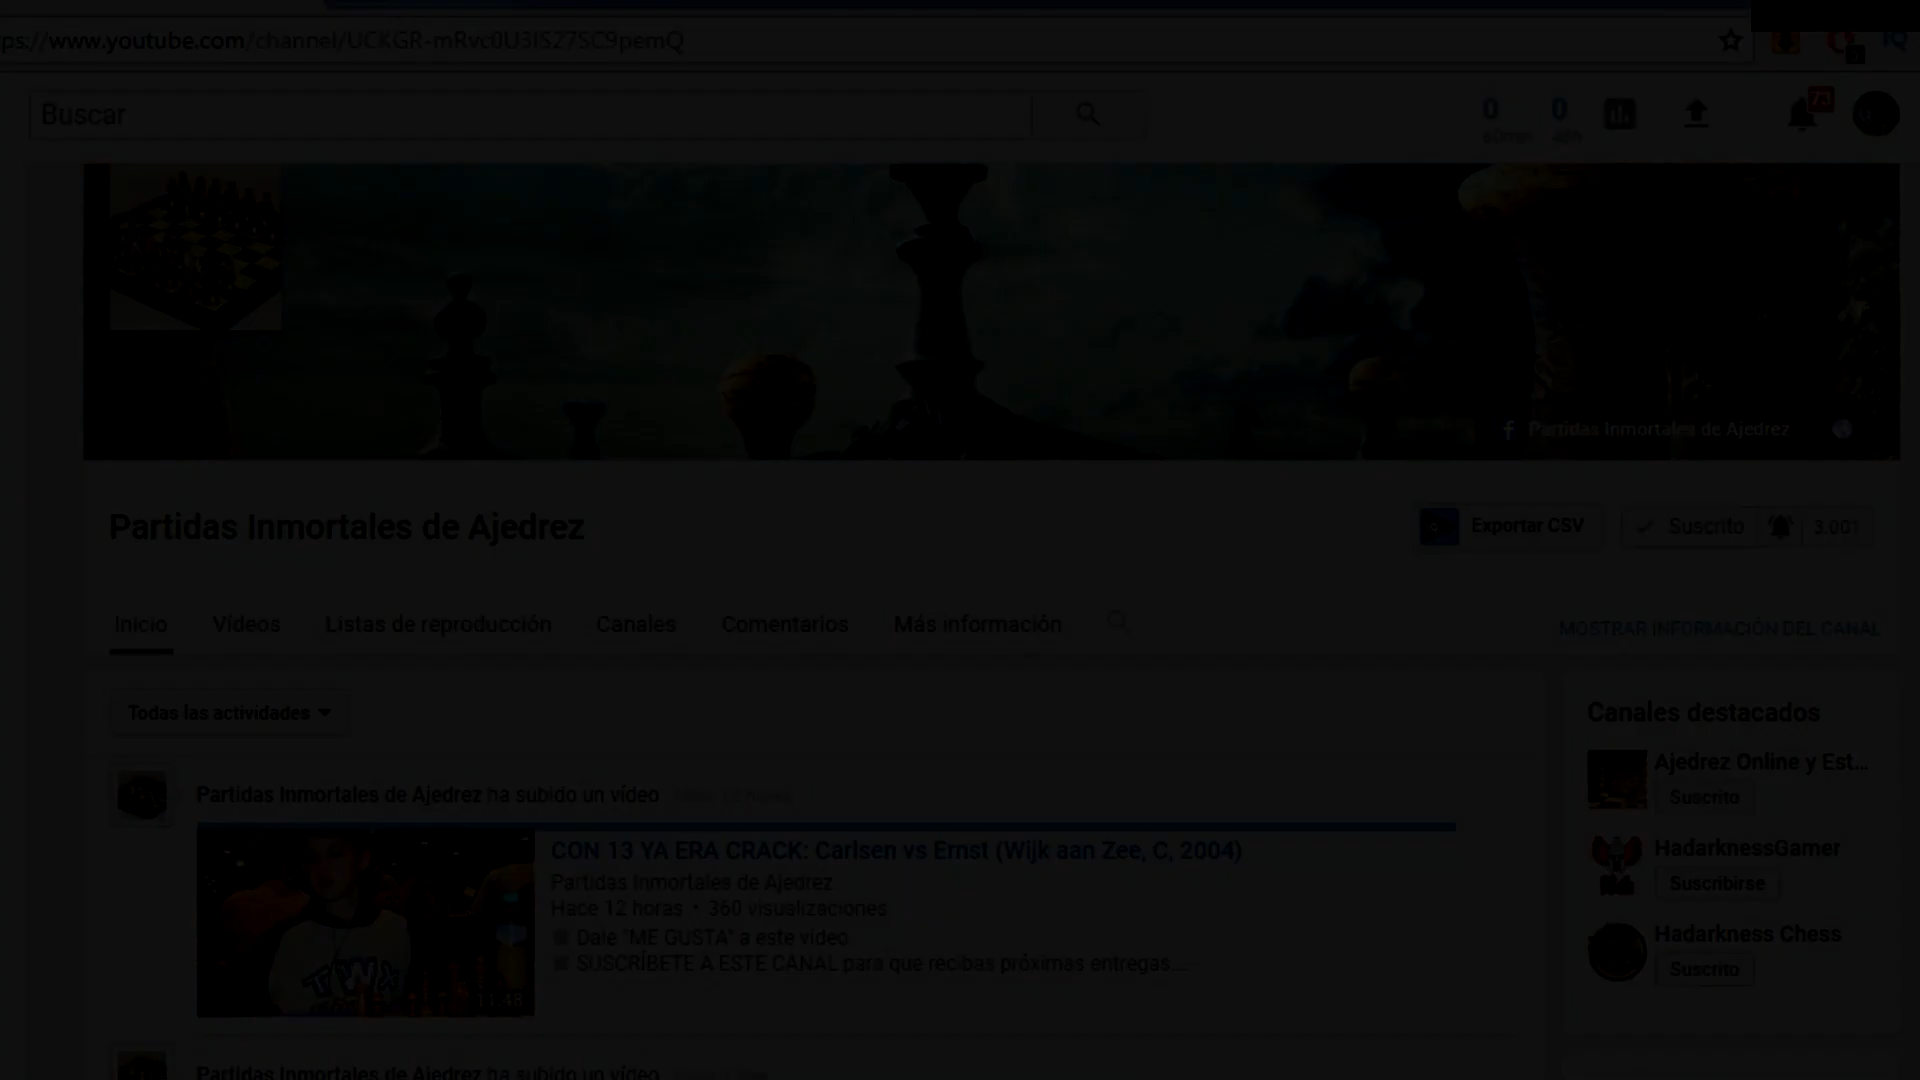 ps://www.youtube.com/channel/UCKGR-mRvc0U3IS27SC9pemQ
Buscar
0
0
73
Partidas Inmortales de Ajedrez
Partidas Inmortales de Ajedrez
Exportar CSV
Suscrito
3.001
Inicio
Vídeos
Listas de reproducción
Canales
Comentarios
Más información
MOSTRAR INFORMACIÓN DEL CANAL
Todas las actividades
Canales destacados
Ajedrez Online y Est...
Suscrito
HadarknessGamer
Suscribirse
Hadarkness Chess
Suscrito
Partidas Inmortales de Ajedrez ha subido un vídeo
CON 13 YA ERA CRACK: Carlsen vs Ernst (Wijk aan Zee, C, 2004)
Partidas Inmortales de Ajedrez
Hace 12 horas • 360 visualizaciones
Dale "ME GUSTA" a este vídeo
SUSCRÍBETE A ESTE CANAL para que recibas próximas entregas...
11:48
Partidas Inmortales de Ajedrez ha subido un vídeo